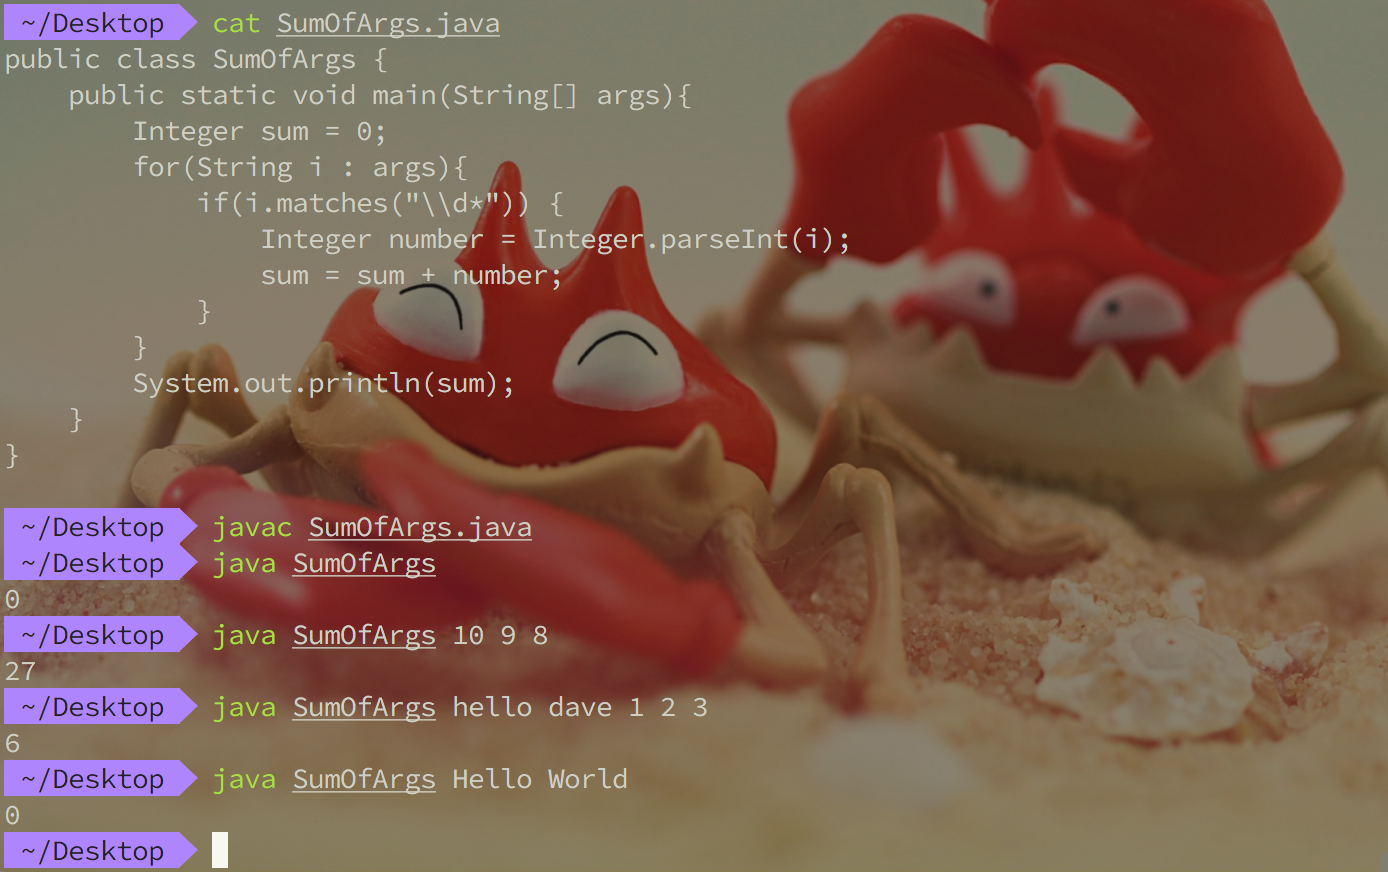 ~/Desktop cat SumOfArgs.java
public class SumOfArgs {
    public static void main(String[] args){
        Integer sum = 0;
        for(String i : args){
            if(i.matches("\\d*")) {
                Integer number = Integer.parseInt(i);
                sum = sum + number;
            }
        }
        System.out.println(sum);
    }
}
~/Desktop javac SumOfArgs.java
~/Desktop java SumOfArgs
0
~/Desktop java SumOfArgs 10 9 8
27
~/Desktop java SumOfArgs hello dave 1 2 3
6
~/Desktop java SumOfArgs Hello World
0
~/Desktop